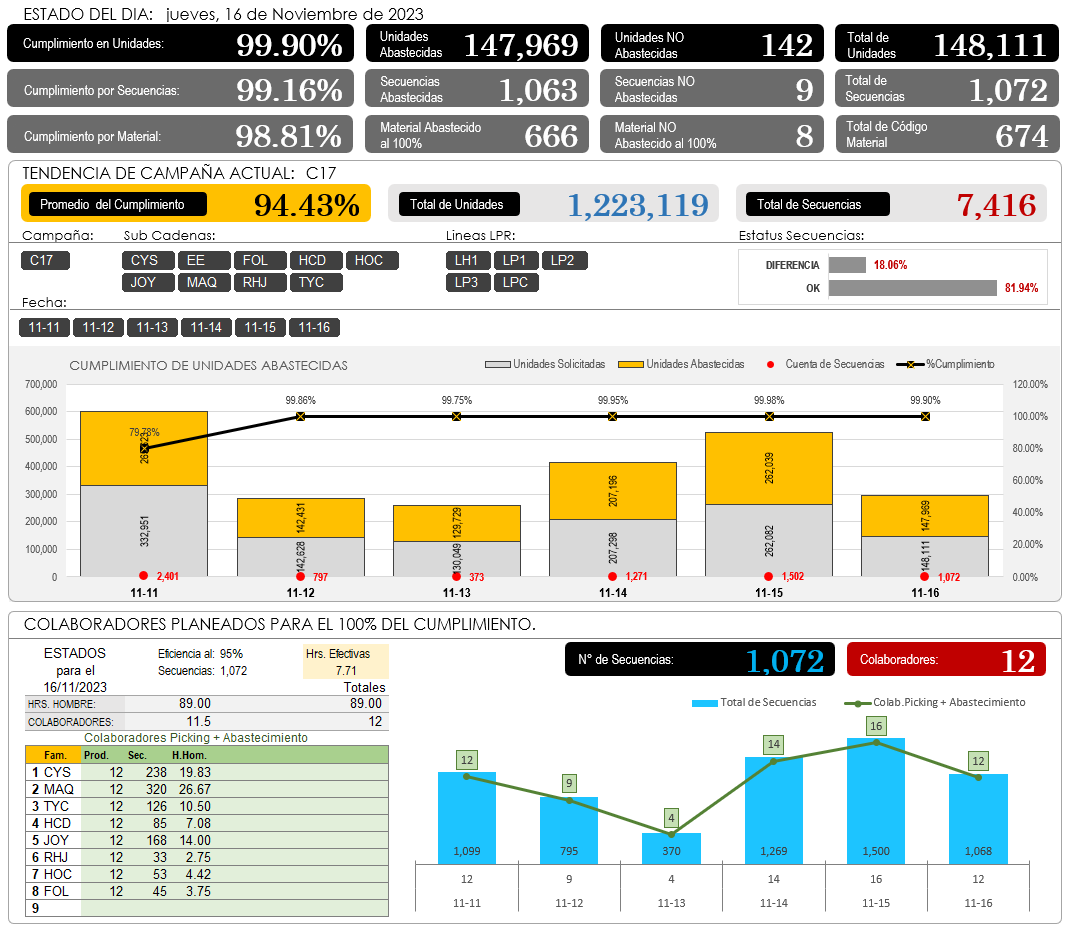 ESTADO DEL DIA: jueves, 16 de Noviembre de 2023
Cumplimiento en Unidades: 99.90% Unidades Abastecidas 147,969 Unidades NO Abastecidas 142 Total de Unidades 148,111
Cumplimiento por Secuencias: 99.16% Secuencias Abastecidas 1,063 Secuencias NO Abastecidas 9 Total de Secuencias 1,072
Cumplimiento por Material: 98.81% Material Abastecido al 100% 666 Material NO Abastecido al 100% 8 Total de Código Material 674
TENDENCIA DE CAMPAÑA ACTUAL: C17
Promedio del Cumplimiento 94.43% Total de Unidades 1,223,119 Total de Secuencias 7,416
Campaña: Sub Cadenas: Lineas LPR: Estatus Secuencias:
C17 CYS EE FOL HCD HOC LH1 LP1 LP2
JOY MAQ RHJ TYC LP3 LPC
DIFERENCIA 18.06%
OK 81.94%
Fecha:
11-11 11-12 11-13 11-14 11-15 11-16
CUMPLIMIENTO DE UNIDADES ABASTECIDAS
Unidades Solicitadas Unidades Abastecidas Cuenta de Secuencias %Cumplimiento
700,000 120.00%
600,000 100.00%
500,000 80.00%
400,000 60.00%
300,000 40.00%
200,000 20.00%
100,000 0.00%
0
79.78% 99.86% 99.75% 99.95% 99.98% 99.90%
142,431 129,729 207,196 262,039 147,969
332,951 142,628 130,049 207,298 262,082 148,111
2,401 797 373 1,271 1,502 1,072
11-11 11-12 11-13 11-14 11-15 11-16
COLABORADORES PLANEADOS PARA EL 100% DEL CUMPLIMIENTO.
ESTADOS para el 16/11/2023
Eficiencia al: 95% Hrs. Efectivas
Secuencias: 1,072 7.71
Totales
HRS. HOMBRE: 89.00 89.00
COLABORADORES: 11.5 12
Colaboradores Picking + Abastecimiento
Fam. Prod. Sec. H.Hom.
1 CYS 12 238 19.83
2 MAQ 12 320 26.67
3 TYC 12 126 10.50
4 HCD 12 85 7.08
5 JOY 12 168 14.00
6 RHJ 12 33 2.75
7 HOC 12 53 4.42
8 FOL 12 45 3.75
9
N° de Secuencias: 1,072 Colaboradores: 12
Total de Secuencias Colab.Picking + Abastecimiento
12 9 4 14 16 12
1,099 795 370 1,269 1,500 1,068
12 9 4 14 16 12
11-11 11-12 11-13 11-14 11-15 11-16